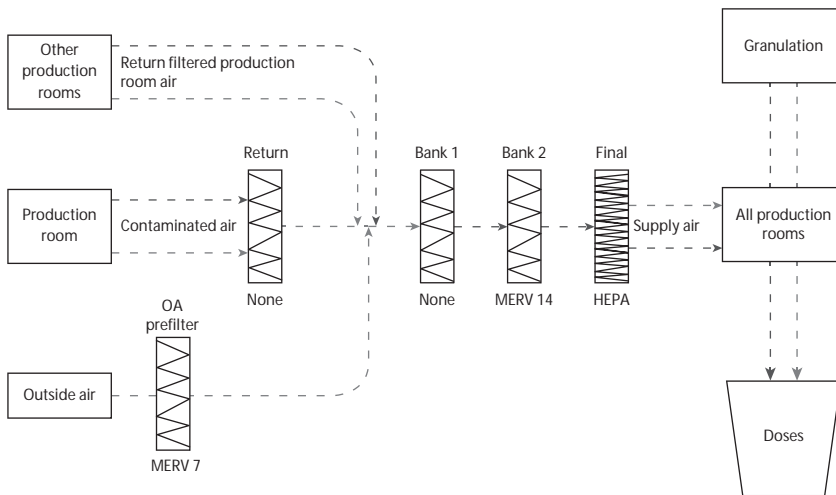 Other
production
rooms
Return filtered production
room air
Granulation
Return
Bank 1
Bank 2
Final
Production
room
Contaminated air
Supply air
All production
rooms
None
None
MERV 14
HEPA
OA
prefilter
Outside air
MERV 7
Doses